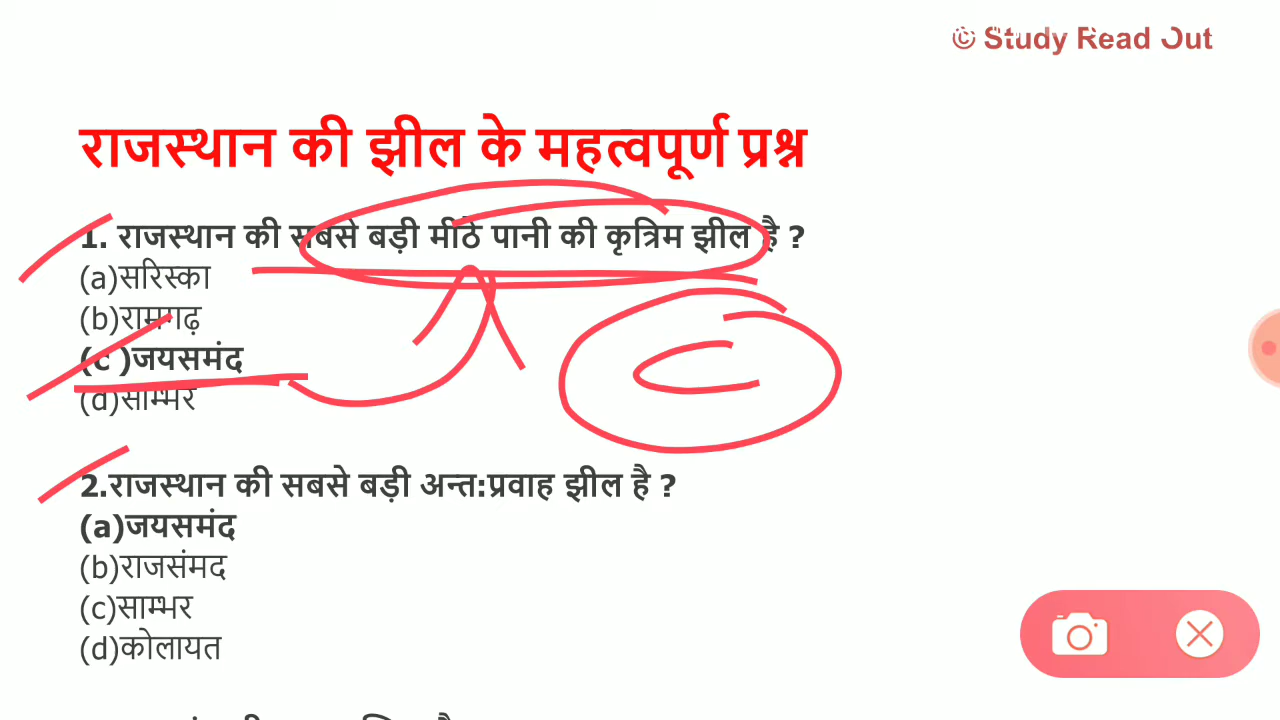 © Study Read Out
राजस्थान की झील के महत्वपूर्ण प्रश्न
1. राजस्थान की सबसे बड़ी मीठे पानी की कृत्रिम झील है ?
(a)सरिस्का
(b)रामगढ़
(c )जयसमंद
(d)साम्भर
C
2.राजस्थान की सबसे बड़ी अन्त:प्रवाह झील है ?
(a)जयसमंद
(b)राजसंमद
(c)साम्भर
(d)कोलायत